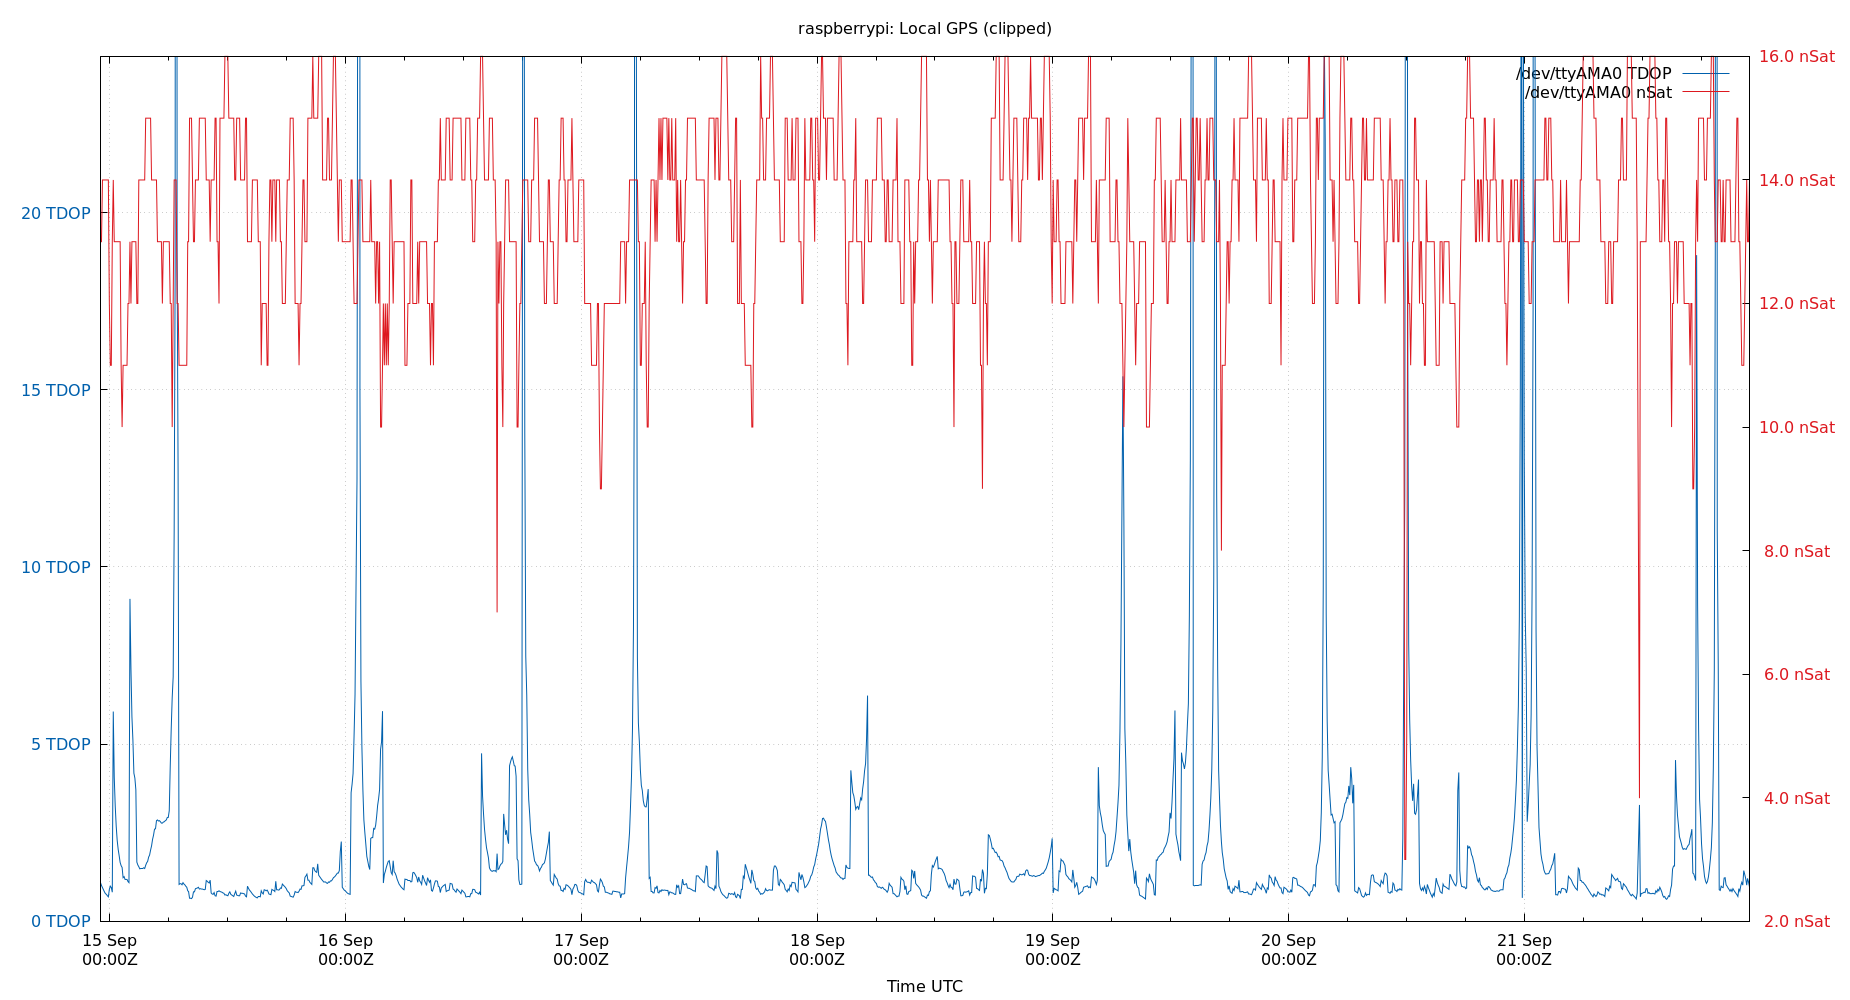 raspberrypi: Local GPS (clipped)
16.0 nSat
/dev/ttyAMA0 TDOP
/dev/ttyAMA0 nSat
14.0 nSat
20 TDOP
12.0 nSat
15 TDOP
10.0 nSat
10 TDOP
8.0 nSat
6.0 nSat
5 TDOP
4.0 nSat
0 TDOP
2.0 nSat
15 Sep 16 Sep 17 Sep 18 Sep 19 Sep 20 Sep 21 Sep
00:00Z 00:00Z 00:00Z 00:00Z 00:00Z 00:00Z 00:00Z
Time UTC